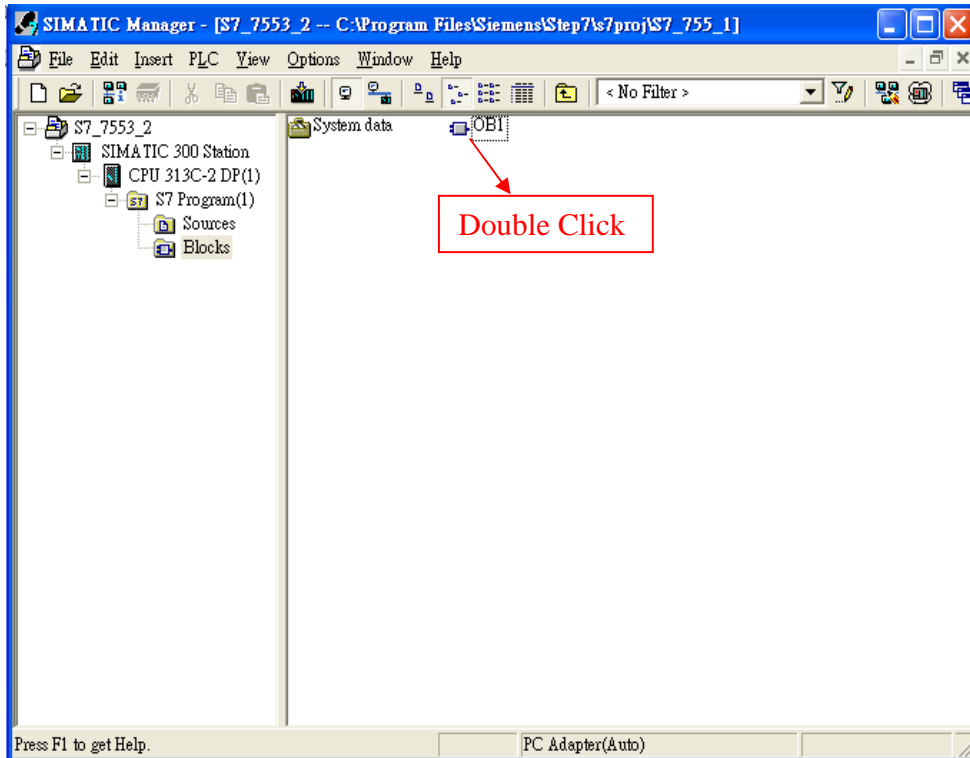 SIMATIC Manager - [S7_7553_2 -- C:\Program Files\Siemens\Step7\s7proj\S7_755_1]
File Edit Insert PLC View Options Window Help
< No Filter >
S7_7553_2
SIMATIC 300 Station
CPU 313C-2 DP(1)
S7 Program(1)
Sources
Blocks
System data
OB1
Double Click
Press F1 to get Help.
PC Adapter(Auto)